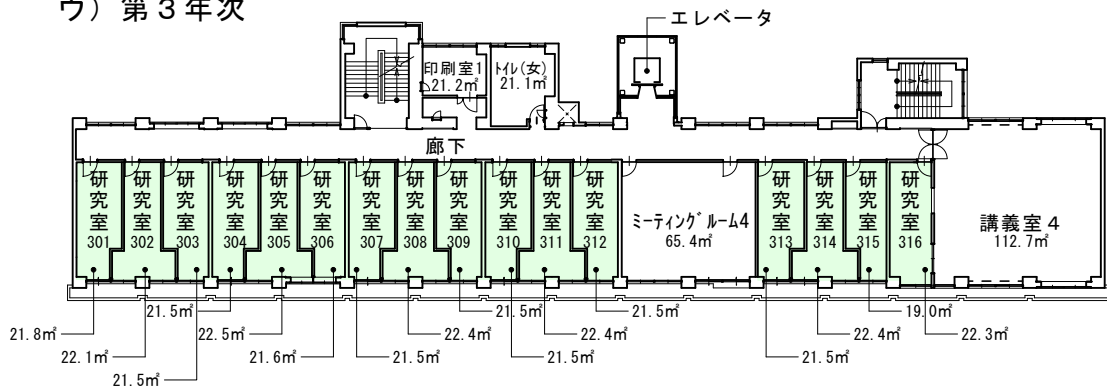 ウ）第３年次
エレベータ
印刷室1
21.2㎡
ﾄｲﾚ(女)
21.1㎡
廊下
研究室
301
研究室
302
研究室
303
研究室
304
研究室
305
研究室
306
研究室
307
研究室
308
研究室
309
研究室
310
研究室
311
研究室
312
ﾐｰﾃｨﾝｸﾞﾙｰﾑ4
65.4㎡
研究室
313
研究室
314
研究室
315
研究室
316
講義室４
112.7㎡
21.5㎡
21.5㎡
21.5㎡
19.0㎡
21.8㎡
22.5㎡
22.4㎡
22.4㎡
22.4㎡
22.3㎡
22.1㎡
21.6㎡
21.5㎡
21.5㎡
21.5㎡
21.5㎡